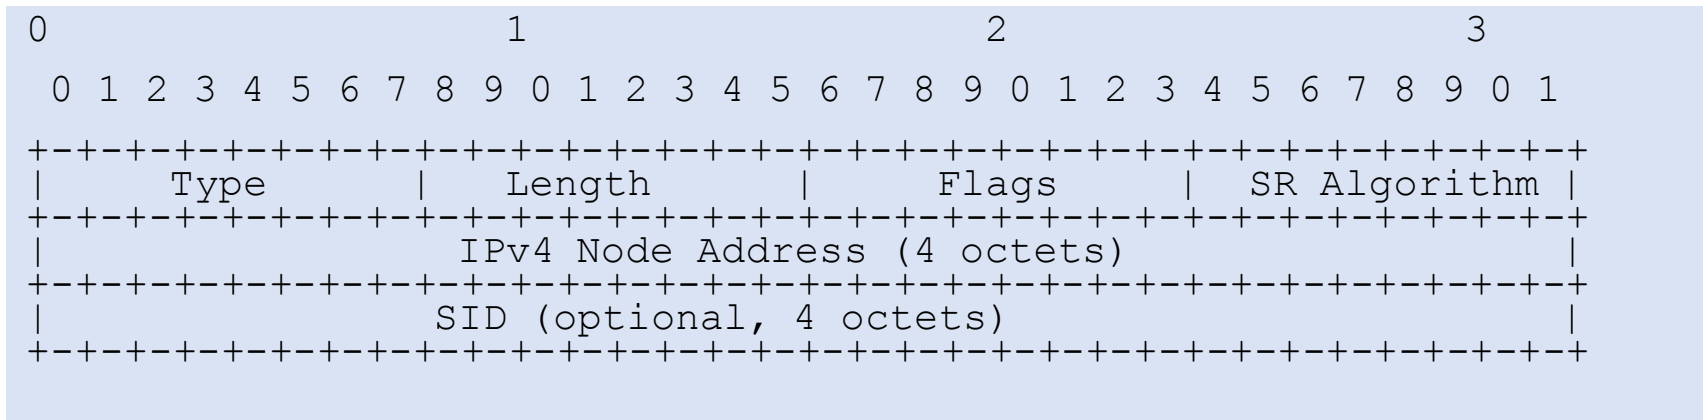 0                   1                   2                   3
 0 1 2 3 4 5 6 7 8 9 0 1 2 3 4 5 6 7 8 9 0 1 2 3 4 5 6 7 8 9 0 1
+-+-+-+-+-+-+-+-+-+-+-+-+-+-+-+-+-+-+-+-+-+-+-+-+-+-+-+-+-+-+-+-+
|     Type      |   Length      |     Flags     |  SR Algorithm |
+-+-+-+-+-+-+-+-+-+-+-+-+-+-+-+-+-+-+-+-+-+-+-+-+-+-+-+-+-+-+-+-+
|                 IPv4 Node Address (4 octets)                  |
+-+-+-+-+-+-+-+-+-+-+-+-+-+-+-+-+-+-+-+-+-+-+-+-+-+-+-+-+-+-+-+-+
|                SID (optional, 4 octets)                       |
+-+-+-+-+-+-+-+-+-+-+-+-+-+-+-+-+-+-+-+-+-+-+-+-+-+-+-+-+-+-+-+-+